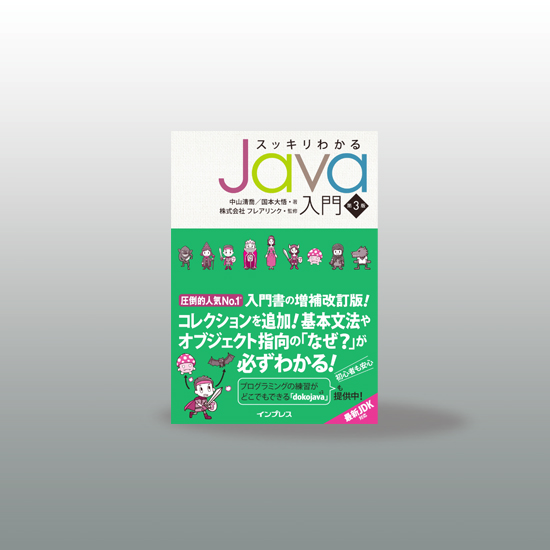 スッキリわかる
Java
入門 第3版
中山清喬／国本大悟・著
株式会社 フレアリンク・監修
圧倒的人気No.1* 入門書の増補改訂版！
コレクションを追加！基本文法や
オブジェクト指向の「なぜ？」が
必ずわかる！
初心者も安心
プログラミングの練習が
どこでもできる「dokojava」も
提供中！
インプレス
最新JDK
対応